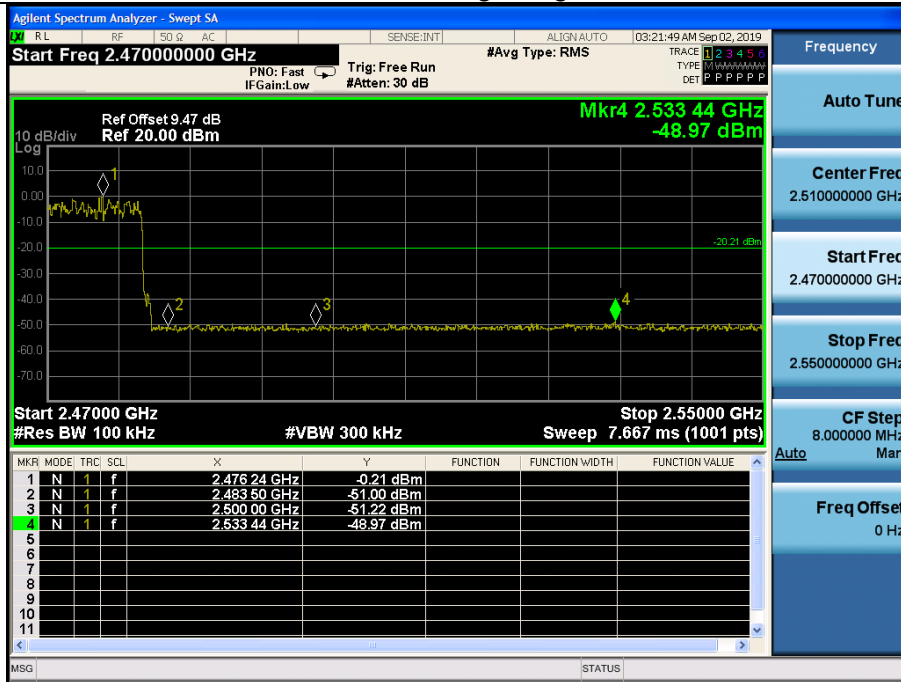 Agilent Spectrum Analyzer - Swept SA
LXI RL RF 50 Ω AC SENSE:INT ALIGN AUTO 03:21:49 AM Sep 02, 2019
Start Freq 2.470000000 GHz #Avg Type: RMS TRACE 1 2 3 4 5 6
PNO: Fast Trig: Free Run TYPE M W W W W W
IFGain:Low #Atten: 30 dB DET P P P P P P
Mkr4 2.533 44 GHz
-48.97 dBm
Ref Offset 9.47 dB
10 dB/div Ref 20.00 dBm
Log
10.0
0.00
-10.0
-20.0
-30.0
-40.0
-50.0
-60.0
-70.0
1
2
3
4
-20.21 dBm
Start 2.47000 GHz Stop 2.55000 GHz
#Res BW 100 kHz #VBW 300 kHz Sweep 7.667 ms (1001 pts)
MKR MODE TRC SCL X Y FUNCTION FUNCTION WIDTH FUNCTION VALUE
1 N 1 f 2.476 24 GHz -0.21 dBm
2 N 1 f 2.483 50 GHz -51.00 dBm
3 N 1 f 2.500 00 GHz -51.22 dBm
4 N 1 f 2.533 44 GHz -48.97 dBm
5
6
7
8
9
10
11
MSG STATUS
Frequency
Auto Tune
Center Freq
2.510000000 GHz
Start Freq
2.470000000 GHz
Stop Freq
2.550000000 GHz
CF Step
8.000000 MHz
Auto Man
Freq Offset
0 Hz